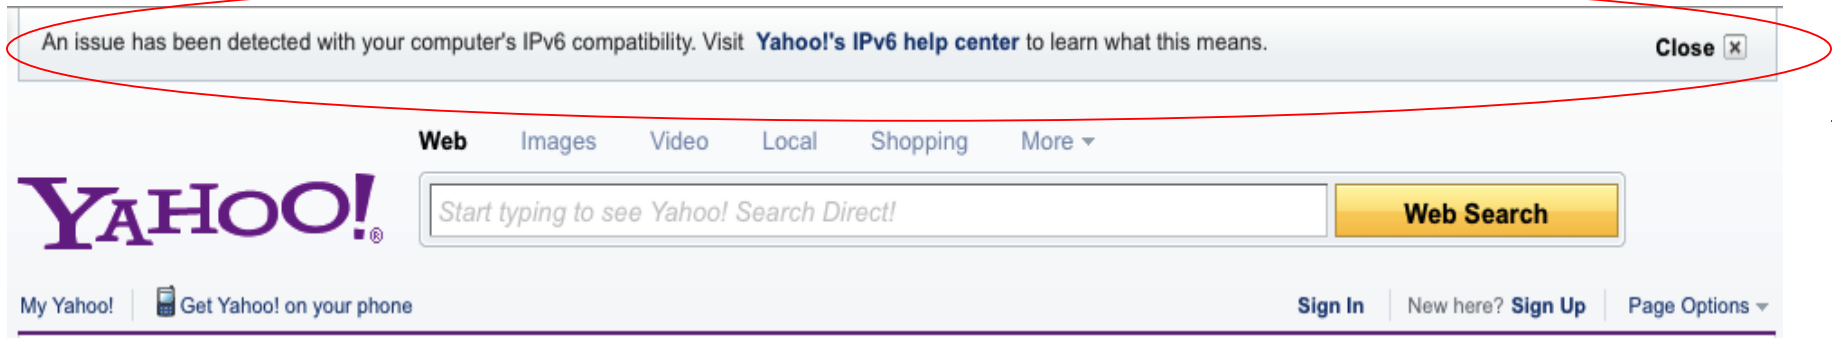 An issue has been detected with your computer's IPv6 compatibility. Visit Yahoo!'s IPv6 help center to learn what this means.
Close
Web Images Video Local Shopping More
YAHOO!®
Start typing to see Yahoo! Search Direct!
Web Search
My Yahoo! Get Yahoo! on your phone Sign In New here? Sign Up Page Options